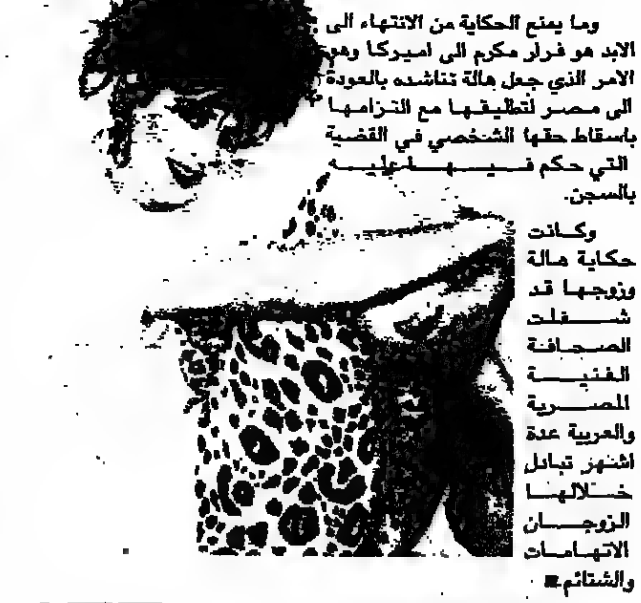 وما يمنع الحكاية من الانتهاء الى
الابد هو فرار مكرم الى اميركا وهو
الامر الذي جعل هالة تناشده بالعودة
الى مصر لتطليقها مع التزامها
باسقاط حقها الشخصي في القضية
التي حكم فيها عليه
بالسجن.
وكانت
حكاية هالة
وزوجها قد
شغلت
الصحافة
الفنية
المصرية
والعربية عدة
اشهر تبادل
خلالها
الزوجان
الاتهامات
والشتائم